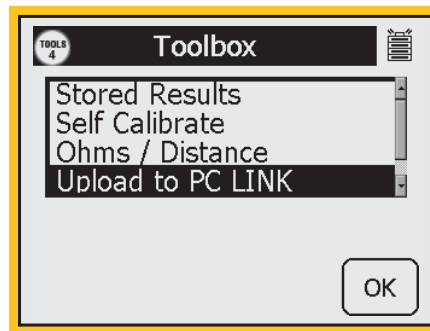 TOOLS
4
Toolbox
Stored Results
Self Calibrate
Ohms / Distance
Upload to PC LINK
OK